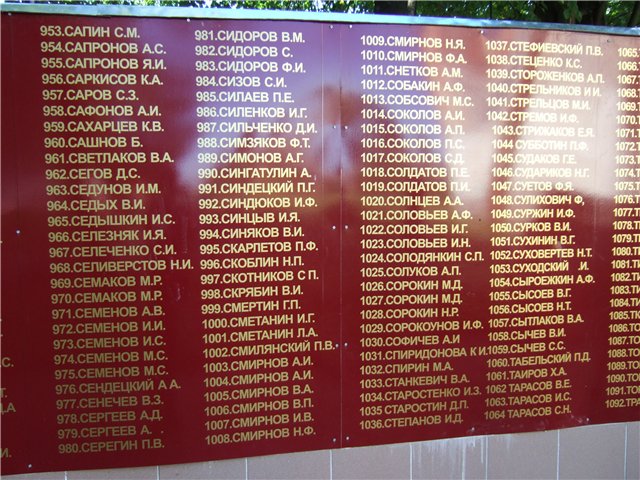 953.САПИН С.М.
954.САПРОНОВ А.С.
955.САПРОНОВ Я.И.
956.САРКИСОВ К.А.
957.САРОВ С.З.
958.САФОНОВ А.И.
959.САХАРЦЕВ К.В.
960.САШНОВ Б.
961.СВЕТЛАКОВ В.А.
962.СЕГОВ Д.С.
963.СЕДУНОВ И.М.
964.СЕДЫХ В.И.
965.СЕДЫШКИН И.С.
966.СЕЛЕЗНЯК И.Я.
967.СЕЛЕЧЕНКО С.И.
968.СЕЛИВЕРСТОВ Н.И.
969.СЕМАКОВ М.Р.
970.СЕМАКОВ М.Р.
971.СЕМЕНОВ А.В.
972.СЕМЕНОВ И.И.
973.СЕМЕНОВ И.С.
974.СЕМЕНОВ М.С.
975.СЕМЕНОВ М.С.
976.СЕНДЕЦКИЙ А А.
977.СЕНЕЧЕВ В.З.
978.СЕРГЕЕВ А.Д.
979.СЕРГЕЕВ А.
980.СЕРЕГИН П.В.
981.СИДОРОВ В.М.
982.СИДОРОВ С.
983.СИДОРОВ Ф.И.
984.СИЗОВ С.И.
985.СИЛАЕВ П.Е.
986.СИЛЕНКОВ И.Г.
987.СИЛЬЧЕНКО Д.И.
988.СИМЗЯКОВ Ф.Т.
989.СИМОНОВ А.Г.
990.СИНГАТУЛИН А.
991.СИНДЕЦКИЙ П.Г.
992.СИНДЮКОВ И.Ф.
993.СИНЦЫВ И.Я.
994.СИНЯКОВ В.И.
995.СКАРЛЕТОВ П.Ф.
996.СКОБЛИН Н.П.
997.СКОТНИКОВ С П.
998.СКРЯБИН В.И.
999.СМЕРТИН Г.П.
1000.СМЕТАНИН И.Г.
1001.СМЕТАНИН Л.А.
1002.СМИЛЯНСКИЙ П.В.
1003.СМИРНОВ А.И.
1004.СМИРНОВ А.И.
1005.СМИРНОВ В.А.
1006.СМИРНОВ В.П.
1007.СМИРНОВ И.В.
1008.СМИРНОВ Н.Ф.
1009.СМИРНОВ Н.Я.
1010.СМИРНОВ Ф.А.
1011.СНЕТКОВ А.М.
1012.СОБАКИН А.Ф.
1013.СОБСОВИЧ М.С.
1014.СОКОЛОВ А.И.
1015.СОКОЛОВ А.П.
1016.СОКОЛОВ П.С.
1017.СОКОЛОВ С.Д.
1018.СОЛДАТОВ П.Е.
1019.СОЛДАТОВ П.И.
1020.СОЛНЦЕВ А.А.
1021.СОЛОВЬЕВ А.Ф.
1022.СОЛОВЬЕВ И.Г.
1023.СОЛОВЬЕВ И.Н.
1024.СОЛОДЯНКИН С.П.
1025.СОЛУКОВ А.П.
1026.СОРОКИН М.Д.
1027.СОРОКИН М.Д.
1028.СОРОКИН Н.Р.
1029.СОРОКОУНОВ И.Ф.
1030.СОФИЧЕВ А.И
1031.СПИРИДОНОВА К И.
1032.СПИРИН М.А.
1033.СТАНКЕВИЧ В.А.
1034.СТАРОСТЕНКО И.З.
1035 СТАРОСТИН Д.П.
1036.СТЕПАНОВ И.Д.
1037.СТЕФИЕВСКИЙ П.В.
1038.СТЕЦЕНКО К.С.
1039.СТОРОЖЕНКОВ А.П.
1040.СТРЕЛЬНИКОВ И И.
1041.СТРЕЛЬЦОВ М.И.
1042.СТРЕМОВ И.Ф.
1043.СТРИЖАКОВ Е.Я.
1044 СУББОТИН П.Ф.
1045.СУДАКОВ Г.Е.
1046.СУДАРИКОВ Н.Г.
1047.СУЕТОВ Ф.Я.
1048.СУЛИХОВИЧ Ф,
1049.СУРЖИН И.Ф.
1050.СУРКОВ В.И.
1051.СУХИНИН В.Г.
1052.СУХОВЕРТЕН Н.Т.
1053.СУХОДСКИЙ .И.
1054.СЫРОЕЖКИН А.Ф.
1055.СЫСОЕВ В.Г.
1056.СЫСОЕВ Н.Т.
1057.СЫТЛАКОВ В.А.
1058.СЫЧЕВ В.И.
1059.СЫЧЕВ С.С.
1060.ТАБЕЛЬСКИЙ П.Д.
1061.ТАИРОВ Х.А.
1062 ТАРАСОВ В.Е.
1063 ТАРАСОВ И.С.
1064 ТАРАСОВ С.Н.